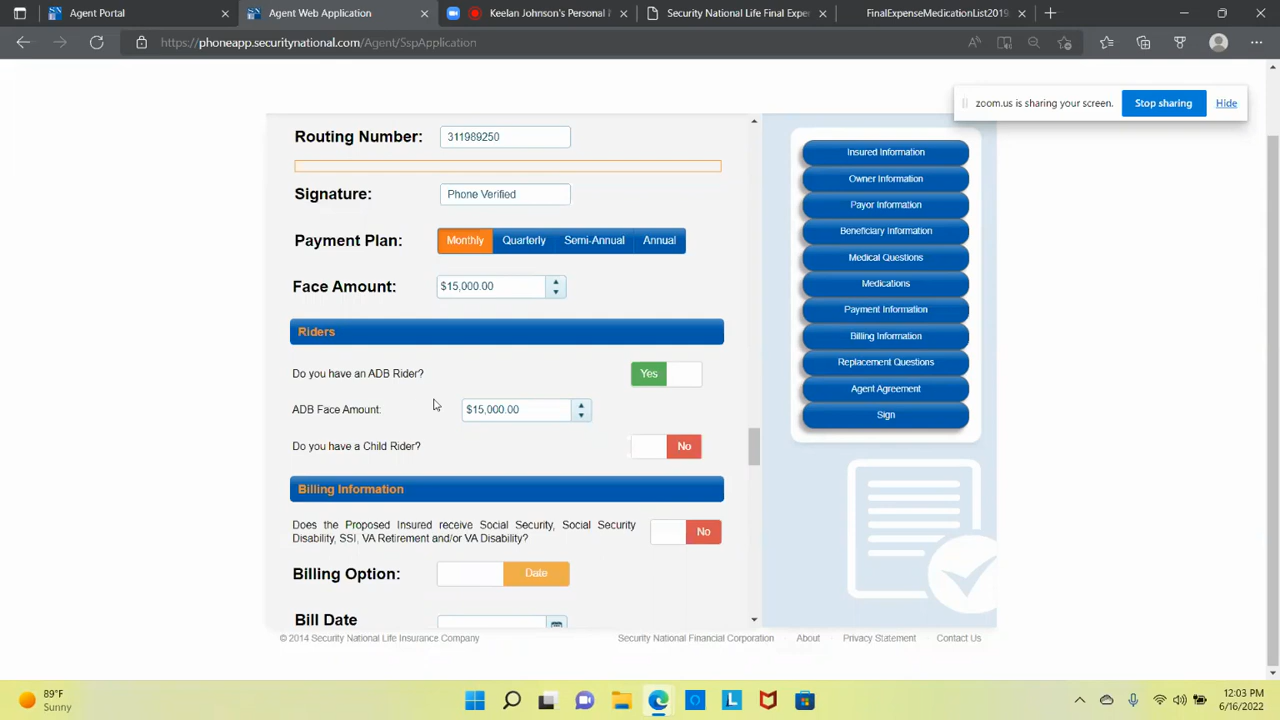 Agent Portal
Agent Web Application
Keelan Johnson's Personal
Security National Life Final Exper
FinalExpenseMedicationList2019
https://phoneapp.securitynational.com/Agent/SspApplication
zoom.us is sharing your screen.
Stop sharing
Hide
Routing Number:
311989250
Signature:
Phone Verified
Payment Plan:
Monthly
Quarterly
Semi-Annual
Annual
Face Amount:
$15,000.00
Riders
Do you have an ADB Rider?
Yes
ADB Face Amount:
$15,000.00
Do you have a Child Rider?
No
Billing Information
Does the Proposed Insured receive Social Security, Social Security
Disability, SSI, VA Retirement and/or VA Disability?
No
Billing Option:
Date
Bill Date
Insured Information
Owner Information
Payor Information
Beneficiary Information
Medical Questions
Medications
Payment Information
Billing Information
Replacement Questions
Agent Agreement
Sign
© 2014 Security National Life Insurance Company
Security National Financial Corporation
About
Privacy Statement
Contact Us
89°F
Sunny
12:03 PM
6/16/2022